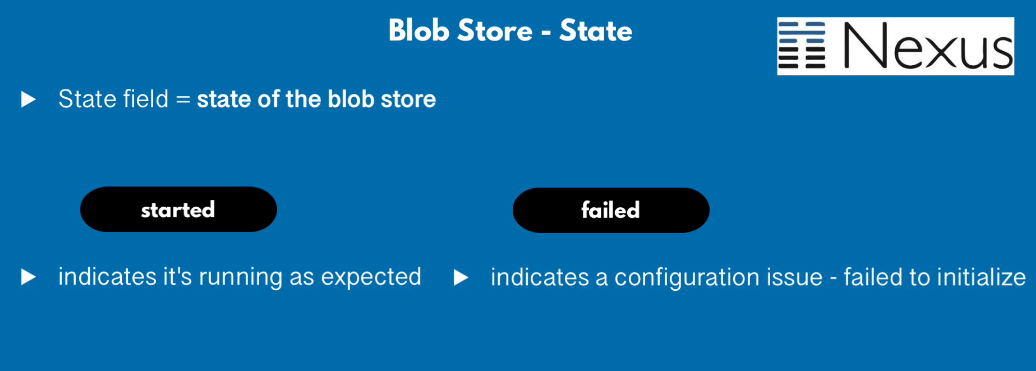 Blob Store - State
Nexus
State field = state of the blob store
started
failed
indicates it's running as expected
indicates a configuration issue - failed to initialize